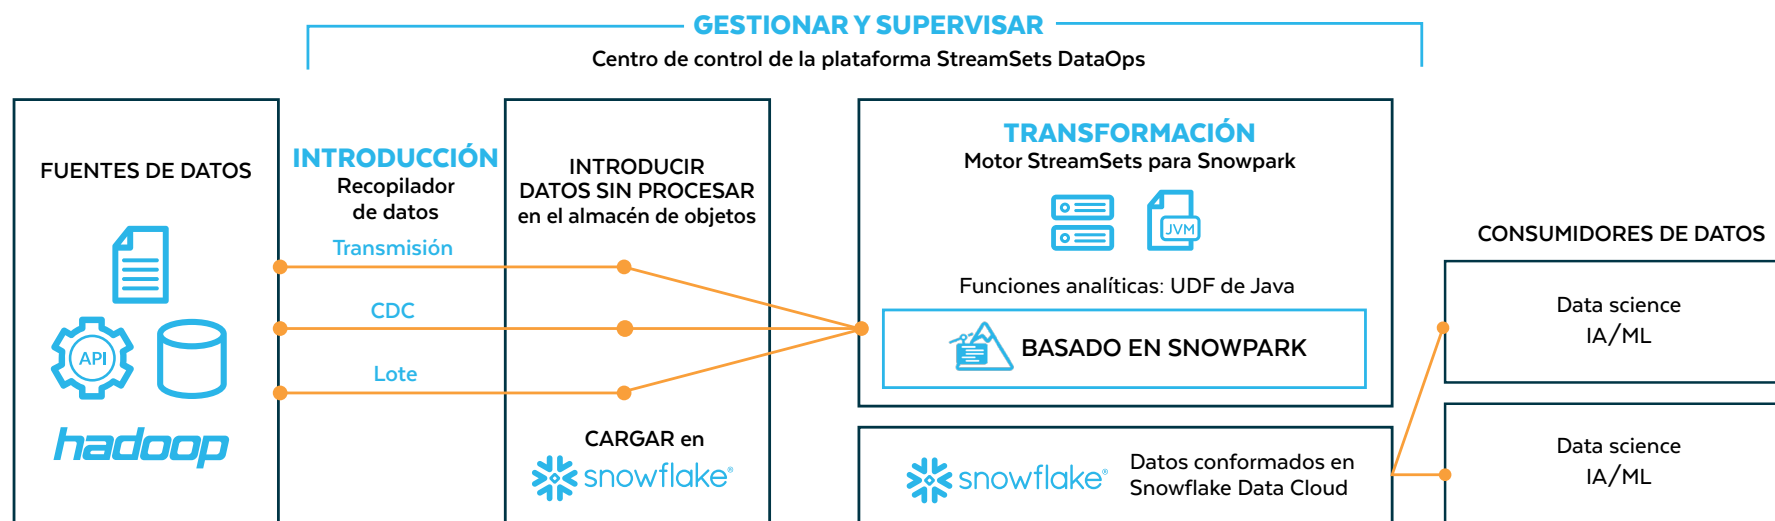 GESTIONAR Y SUPERVISAR
Centro de control de la plataforma StreamSets DataOps
FUENTES DE DATOS
API
hadoop
INTRODUCCIÓN
Recopilador
de datos
Transmisión
CDC
Lote
INTRODUCIR
DATOS SIN PROCESAR
en el almacén de objetos
CARGAR en
snowflake®
TRANSFORMACIÓN
Motor StreamSets para Snowpark
JVM
Funciones analíticas: UDF de Java
BASADO EN SNOWPARK
snowflake®
Datos conformados en
Snowflake Data Cloud
CONSUMIDORES DE DATOS
Data science
IA/ML
Data science
IA/ML